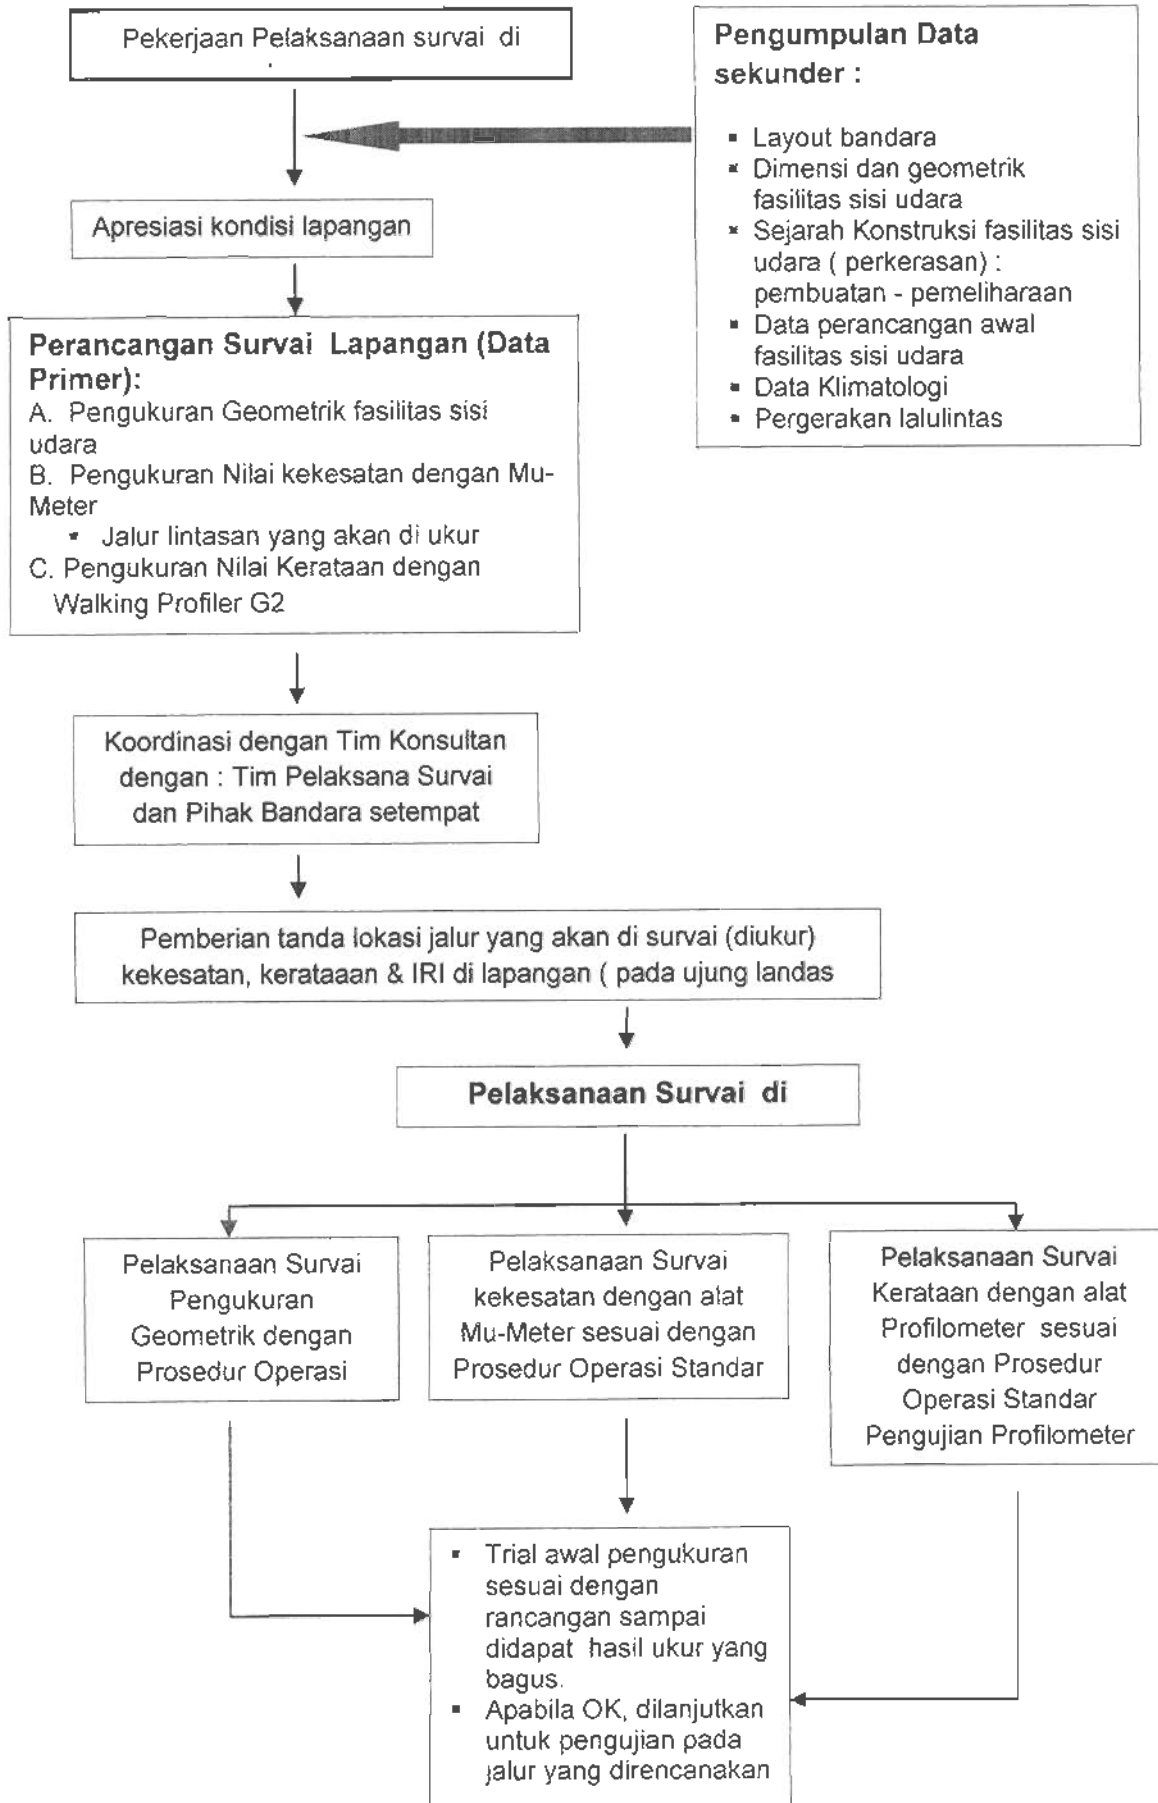 Pekerjaan Pelaksanaan survai di
Pengumpulan Data
sekunder :
▪ Layout bandara
▪ Dimensi dan geometrik
fasilitas sisi udara
▪ Sejarah Konstruksi fasilitas sisi
udara ( perkerasan) :
pembuatan - pemeliharaan
▪ Data perancangan awal
fasilitas sisi udara
▪ Data Klimatologi
▪ Pergerakan lalulintas
Apresiasi kondisi lapangan
Perancangan Survai Lapangan (Data
Primer):
A. Pengukuran Geometrik fasilitas sisi
udara
B. Pengukuran Nilai kekesatan dengan Mu-
Meter
▪ Jalur lintasan yang akan di ukur
C. Pengukuran Nilai Kerataan dengan
Walking Profiler G2
Koordinasi dengan Tim Konsultan
dengan : Tim Pelaksana Survai
dan Pihak Bandara setempat
Pemberian tanda lokasi jalur yang akan di survai (diukur)
kekesatan, kerataaan & IRI di lapangan ( pada ujung landas
Pelaksanaan Survai di
Pelaksanaan Survai
Pengukuran
Geometrik dengan
Prosedur Operasi
Pelaksanaan Survai
kekesatan dengan alat
Mu-Meter sesuai dengan
Prosedur Operasi Standar
Pelaksanaan Survai
Kerataan dengan alat
Profilometer sesuai
dengan Prosedur
Operasi Standar
Pengujian Profilometer
▪ Trial awal pengukuran
sesuai dengan
rancangan sampai
didapat hasil ukur yang
bagus.
▪ Apabila OK, dilanjutkan
untuk pengujian pada
jalur yang direncanakan